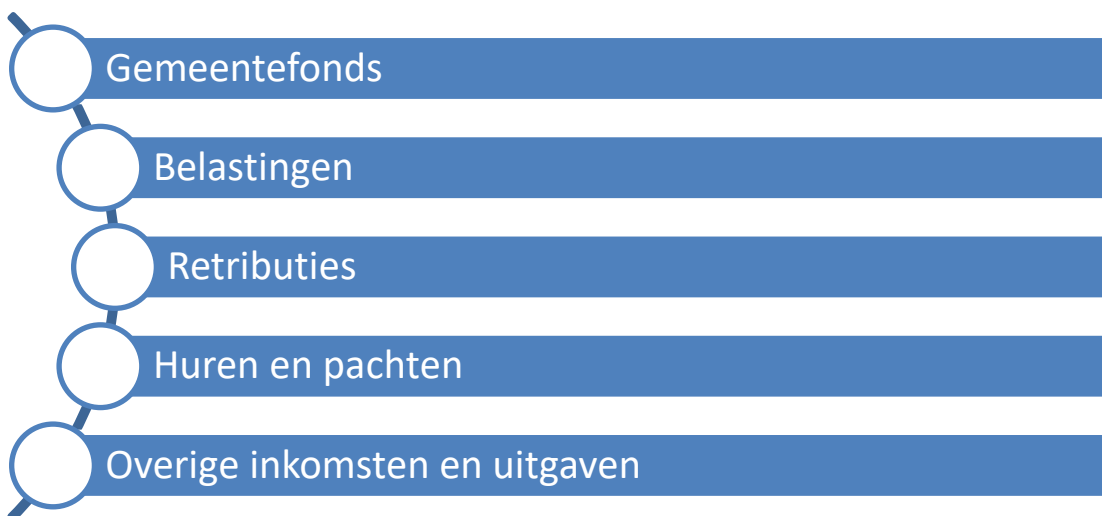 Gemeentefonds
Belastingen
Retributies
Huren en pachten
Overige inkomsten en uitgaven